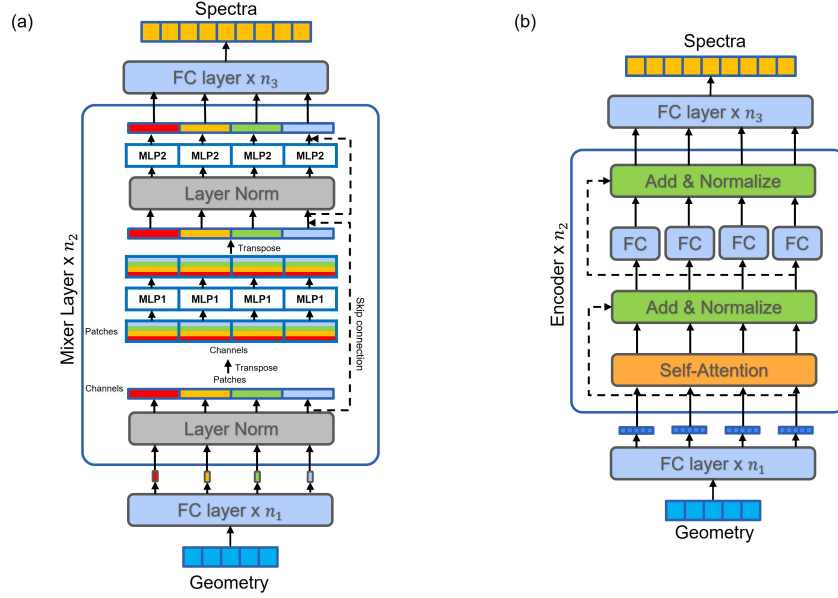 (a)
Spectra
FC layer x n3
MLP2 MLP2 MLP2 MLP2
Layer Norm
Transpose
MLP1 MLP1 MLP1 MLP1
Patches
Channels
Transpose
Patches
Channels
Layer Norm
FC layer x n1
Geometry
Mixer Layer x n2
Skip connection
(b)
Spectra
FC layer x n3
Add & Normalize
FC FC FC FC
Add & Normalize
Self-Attention
FC layer x n1
Geometry
Encoder x n2